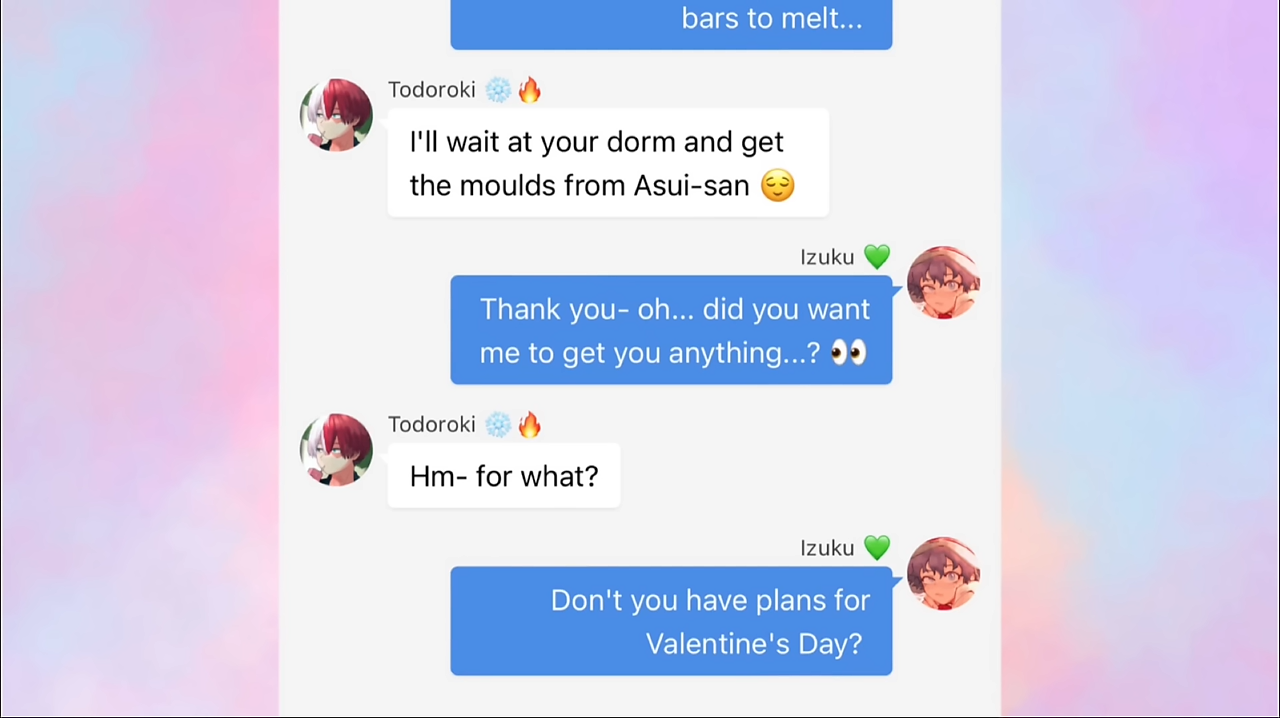 bars to melt...
Todoroki ❄️🔥
I'll wait at your dorm and get
the moulds from Asui-san 😌
Izuku 💚
Thank you- oh... did you want
me to get you anything...? 👀
Todoroki ❄️🔥
Hm- for what?
Izuku 💚
Don't you have plans for
Valentine's Day?